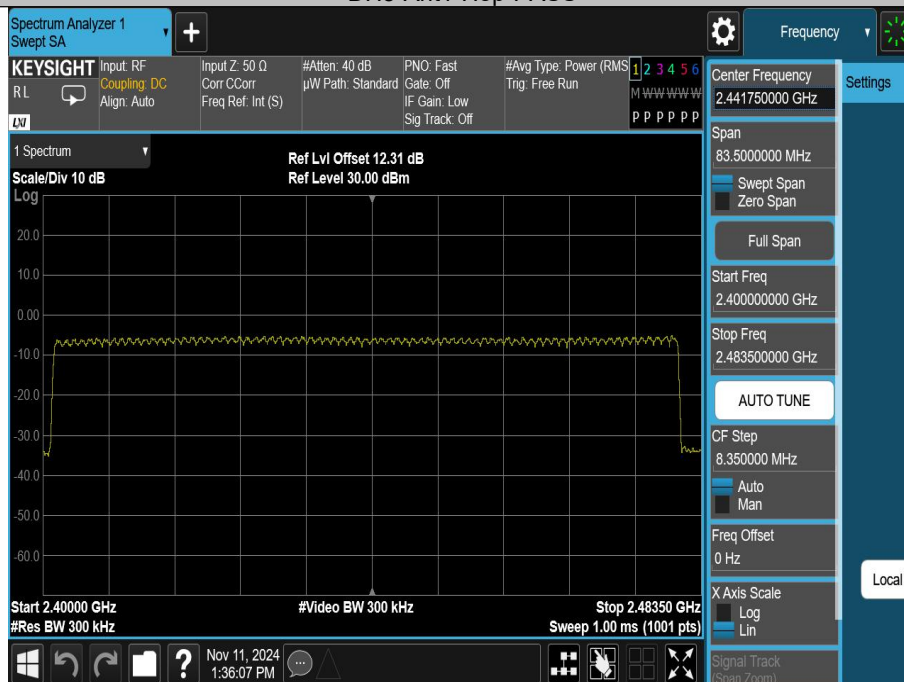 Spectrum Analyzer 1
Swept SA
+
Frequency
KEYSIGHT
RL
LXI
Input: RF
Coupling: DC
Align: Auto
Input Z: 50 Ω
Corr CCorr
Freq Ref: Int (S)
#Atten: 40 dB
µW Path: Standard
PNO: Fast
Gate: Off
IF Gain: Low
Sig Track: Off
#Avg Type: Power (RMS
Trig: Free Run
1 2 3 4 5 6
M W W W W W
P P P P P P
1 Spectrum
Scale/Div 10 dB
Ref Lvl Offset 12.31 dB
Ref Level 30.00 dBm
Log
20.0
10.0
0.00
-10.0
-20.0
-30.0
-40.0
-50.0
-60.0
Start 2.40000 GHz
#Res BW 300 kHz
#Video BW 300 kHz
Stop 2.48350 GHz
Sweep 1.00 ms (1001 pts)
Nov 11, 2024
1:36:07 PM
Center Frequency
2.441750000 GHz
Settings
Span
83.5000000 MHz
Swept Span
Zero Span
Full Span
Start Freq
2.400000000 GHz
Stop Freq
2.483500000 GHz
AUTO TUNE
CF Step
8.350000 MHz
Auto
Man
Freq Offset
0 Hz
Local
X Axis Scale
Log
Lin
Signal Track
(Span Zoom)